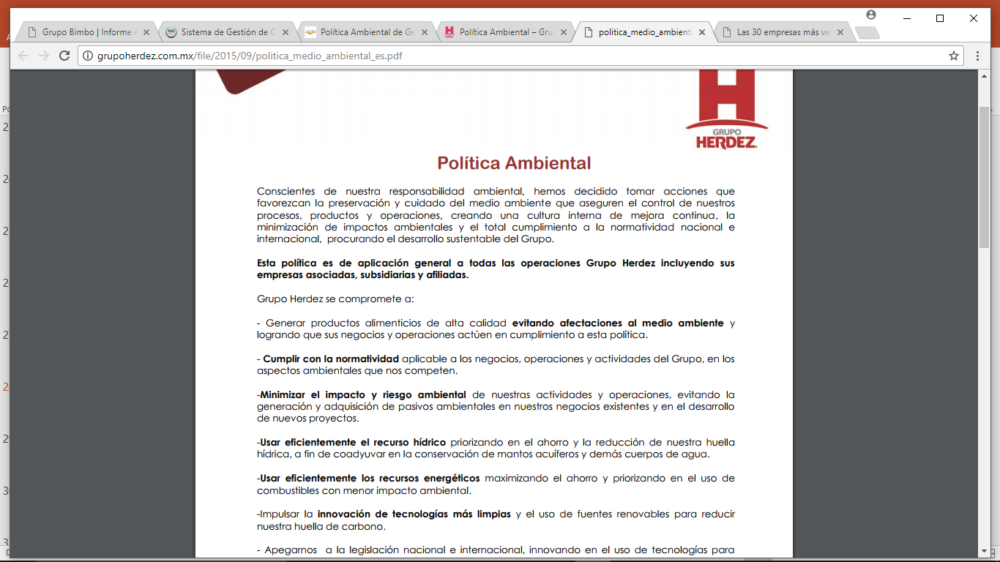 Grupo Bimbo | Informe A
Sistema de Gestión de C
Política Ambiental de Ge
Política Ambiental – Gru
politica_medio_ambient
Las 30 empresas más ve
grupoherdez.com.mx/file/2015/09/politica_medio_ambiental_es.pdf
H
GRUPO
HERDEZ
Política Ambiental
Conscientes de nuestra responsabilidad ambiental, hemos decidido tomar acciones que
favorezcan la preservación y cuidado del medio ambiente que aseguren el control de nuestros
procesos, productos y operaciones, creando una cultura interna de mejora continua, la
minimización de impactos ambientales y el total cumplimiento a la normatividad nacional e
internacional, procurando el desarrollo sustentable del Grupo.
Esta política es de aplicación general a todas las operaciones Grupo Herdez incluyendo sus
empresas asociadas, subsidiarias y afiliadas.
Grupo Herdez se compromete a:
- Generar productos alimenticios de alta calidad evitando afectaciones al medio ambiente y
logrando que sus negocios y operaciones actúen en cumplimiento a esta política.
- Cumplir con la normatividad aplicable a los negocios, operaciones y actividades del Grupo, en los
aspectos ambientales que nos competen.
-Minimizar el impacto y riesgo ambiental de nuestras actividades y operaciones, evitando la
generación y adquisición de pasivos ambientales en nuestros negocios existentes y en el desarrollo
de nuevos proyectos.
-Usar eficientemente el recurso hídrico priorizando en el ahorro y la reducción de nuestra huella
hídrica, a fin de coadyuvar en la conservación de mantos acuíferos y demás cuerpos de agua.
-Usar eficientemente los recursos energéticos maximizando el ahorro y priorizando en el uso de
combustibles con menor impacto ambiental.
-Impulsar la innovación de tecnologías más limpias y el uso de fuentes renovables para reducir
nuestra huella de carbono.
- Apegarnos a la legislación nacional e internacional, innovando en el uso de tecnologías para